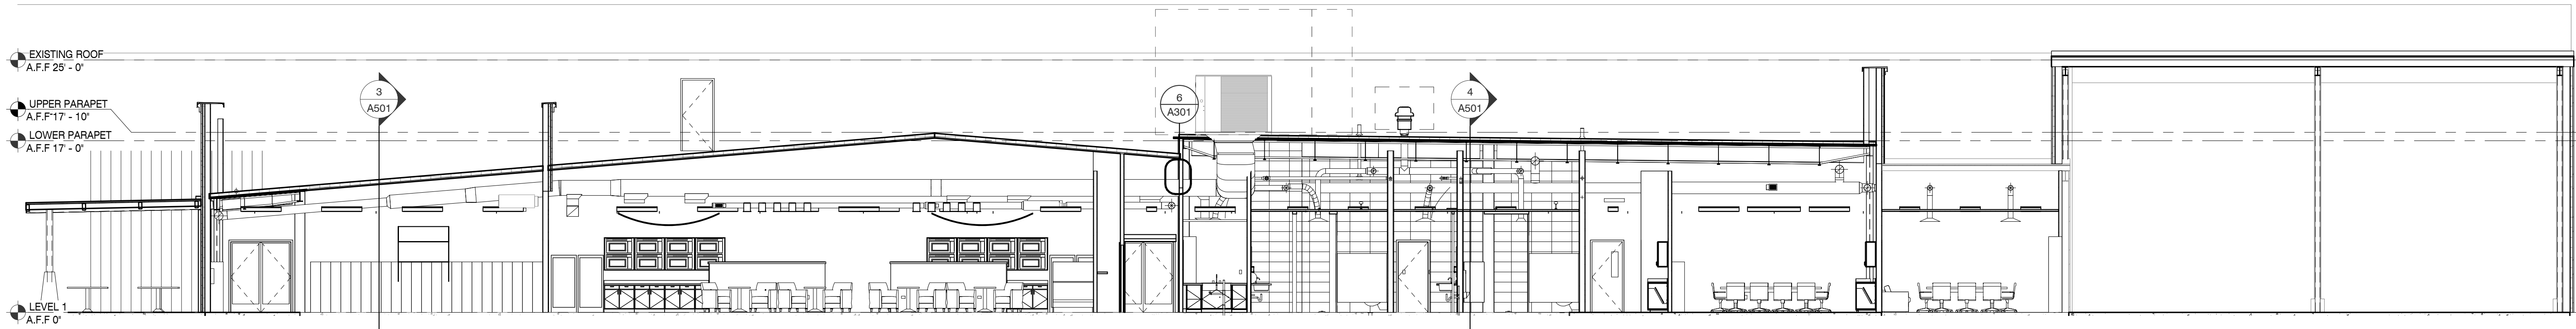 EXISTING ROOF
A.F.F 25' - 0"
3
A501
6
A301
4
A501
UPPER PARAPET
A.F.F 17' - 10"
LOWER PARAPET
A.F.F 17' - 0"
LEVEL 1
A.F.F 0"